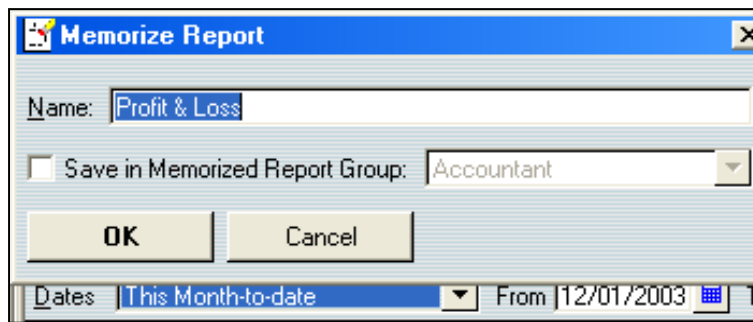 Memorize Report
Name: Profit & Loss
Save in Memorized Report Group: Accountant
OK Cancel
Dates This Month-to-date From 12/01/2003